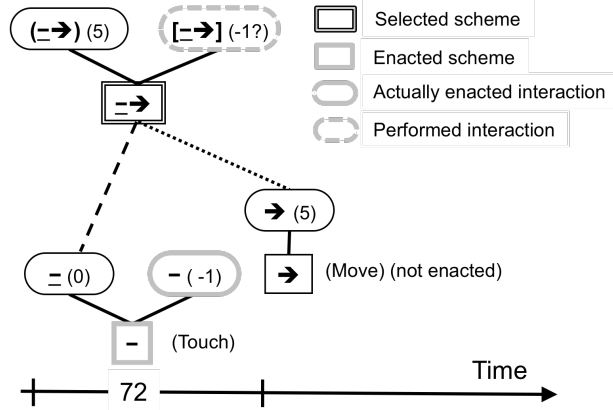 (–➔) (5)
[–➔] (-1?)
Selected scheme
Enacted scheme
Actually enacted interaction
Performed interaction
–➔
➔ (5)
– (0)
– ( -1)
➔
(Move) (not enacted)
–
(Touch)
Time
72